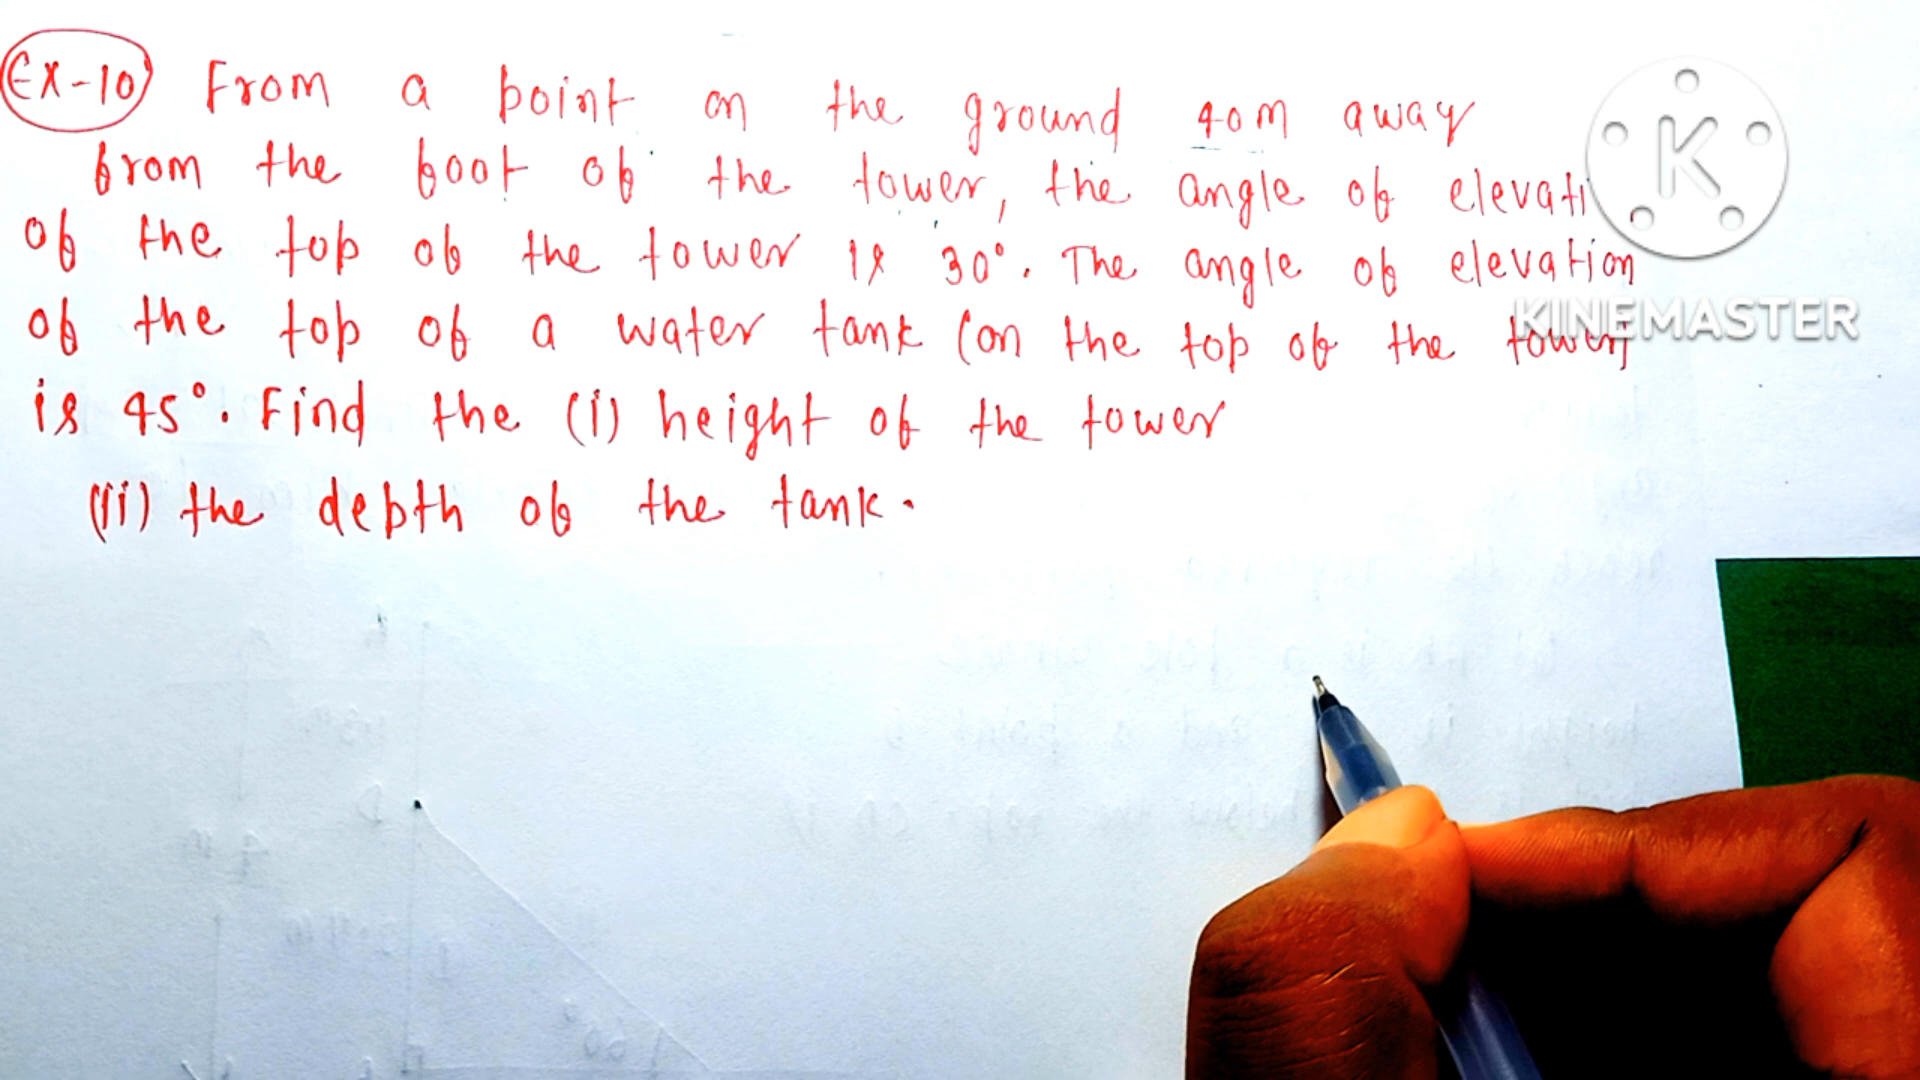 Ex-10 From a point on the ground 40m away
from the foot of the tower, the angle of elevati
of the top of the tower is 30°. The angle of elevation
of the top of a water tank (on the top of the tower)
is 45°. Find the (i) height of the tower
(ii) the depth of the tank.
K
KINEMASTER